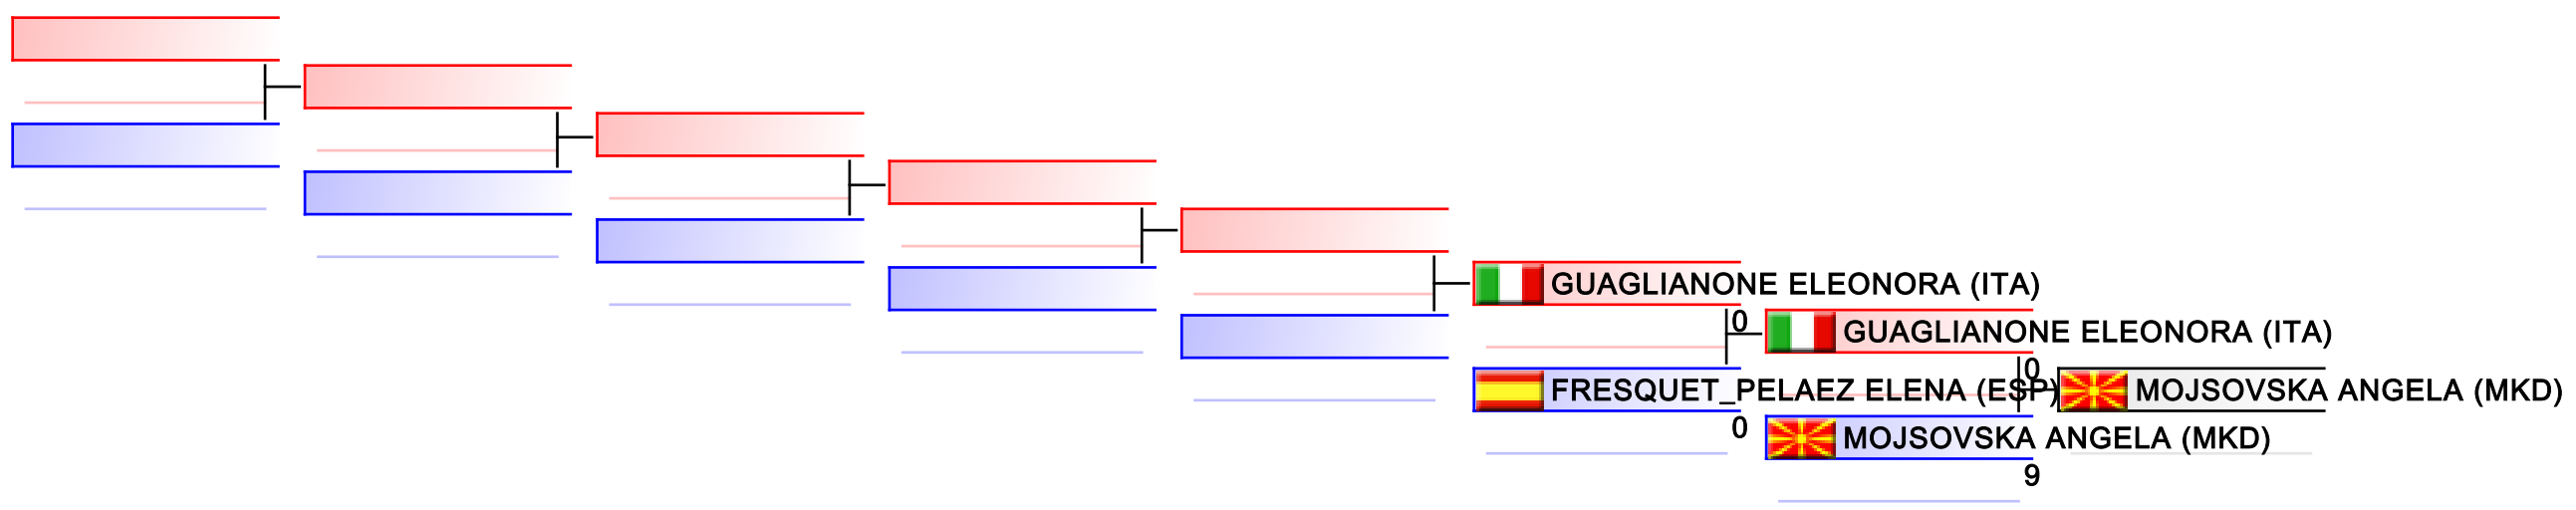 GUAGLIANONE ELEONORA (ITA)
0
GUAGLIANONE ELEONORA (ITA)
0
FRESQUET_PELAEZ ELENA (ESP)
MOJSOVSKA ANGELA (MKD)
0
MOJSOVSKA ANGELA (MKD)
9